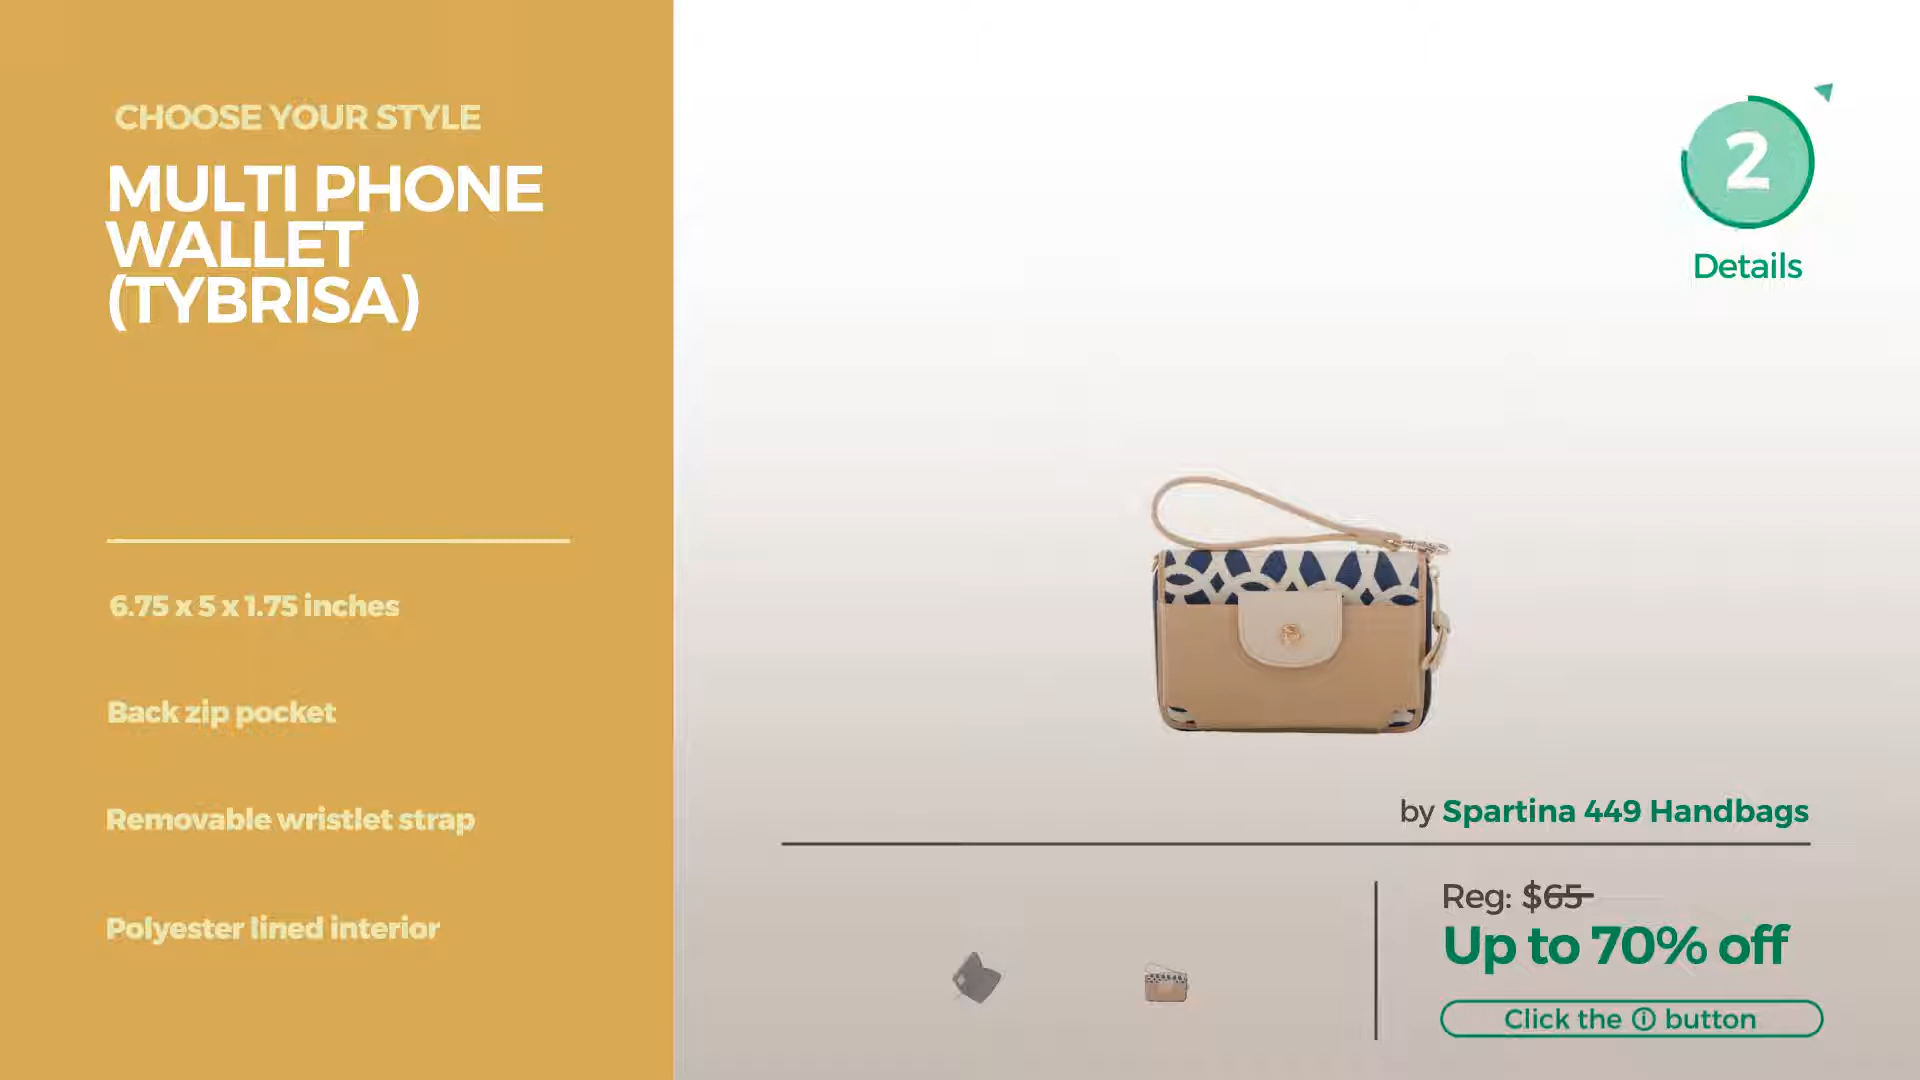 CHOOSE YOUR STYLE
MULTI PHONE
WALLET
(TYBRISA)
6.75 x 5 x 1.75 inches
Back zip pocket
Removable wristlet strap
Polyester lined interior
2
Details
by Spartina 449 Handbags
Reg: $65
Up to 70% off
Click the ⓘ button